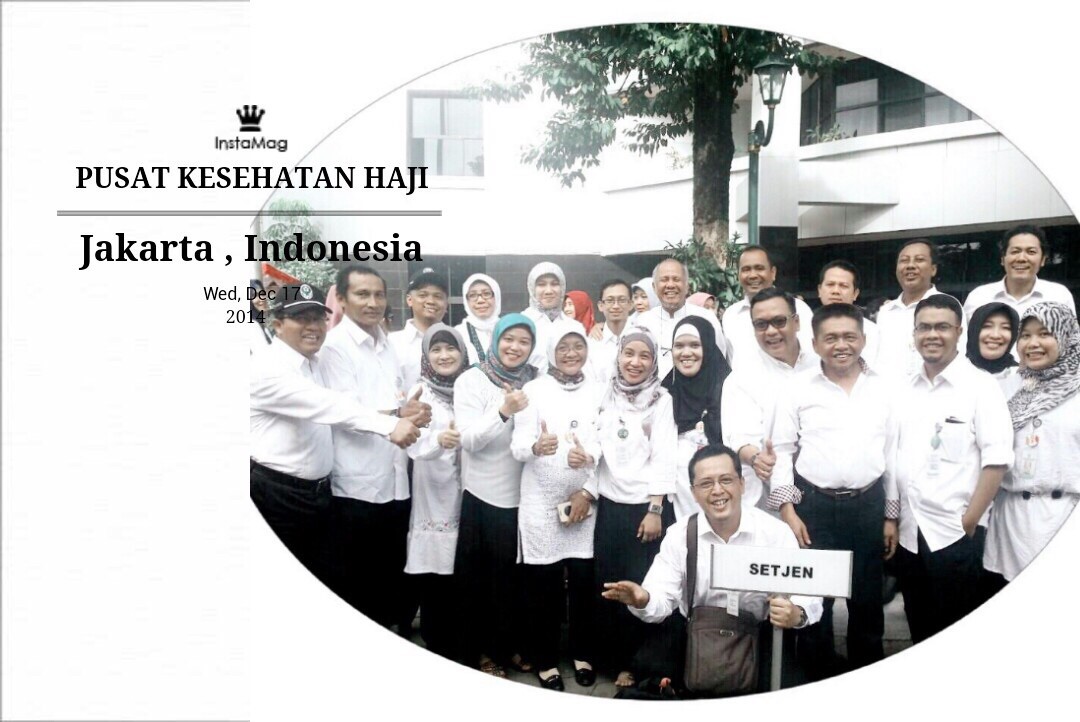 InstaMag
PUSAT KESEHATAN HAJI
Jakarta , Indonesia
Wed, Dec 17
2014
SETJEN